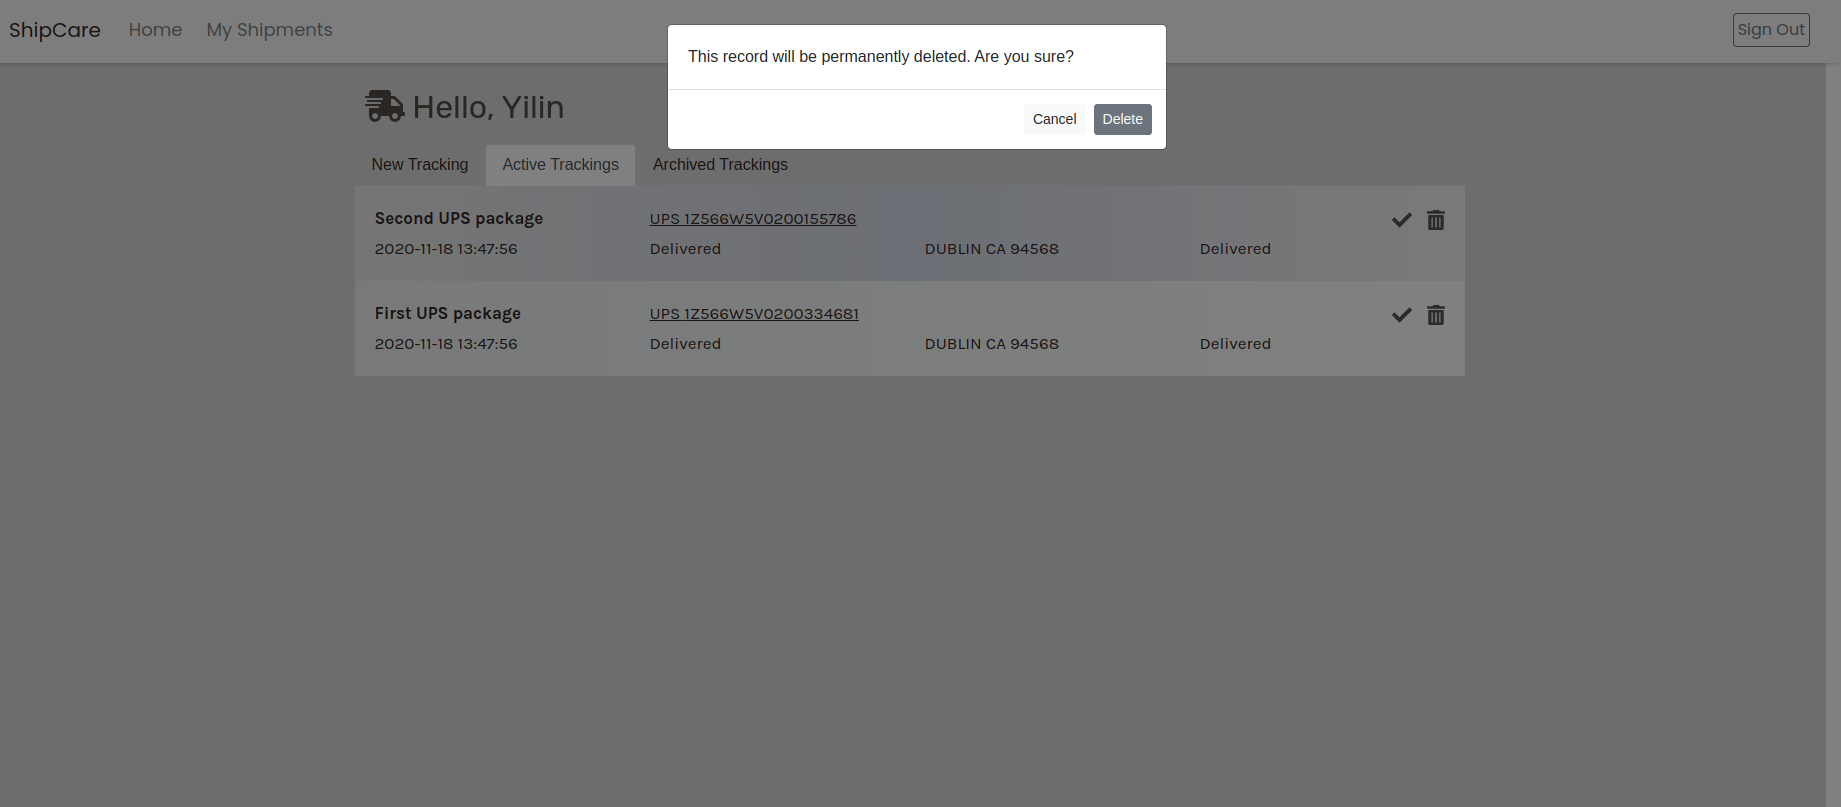 ShipCare Home My Shipments Sign Out
This record will be permanently deleted. Are you sure?
Cancel Delete
Hello, Yilin
New Tracking Active Trackings Archived Trackings
Second UPS package UPS 1Z566W5V0200155786
2020-11-18 13:47:56 Delivered DUBLIN CA 94568 Delivered
First UPS package UPS 1Z566W5V0200334681
2020-11-18 13:47:56 Delivered DUBLIN CA 94568 Delivered